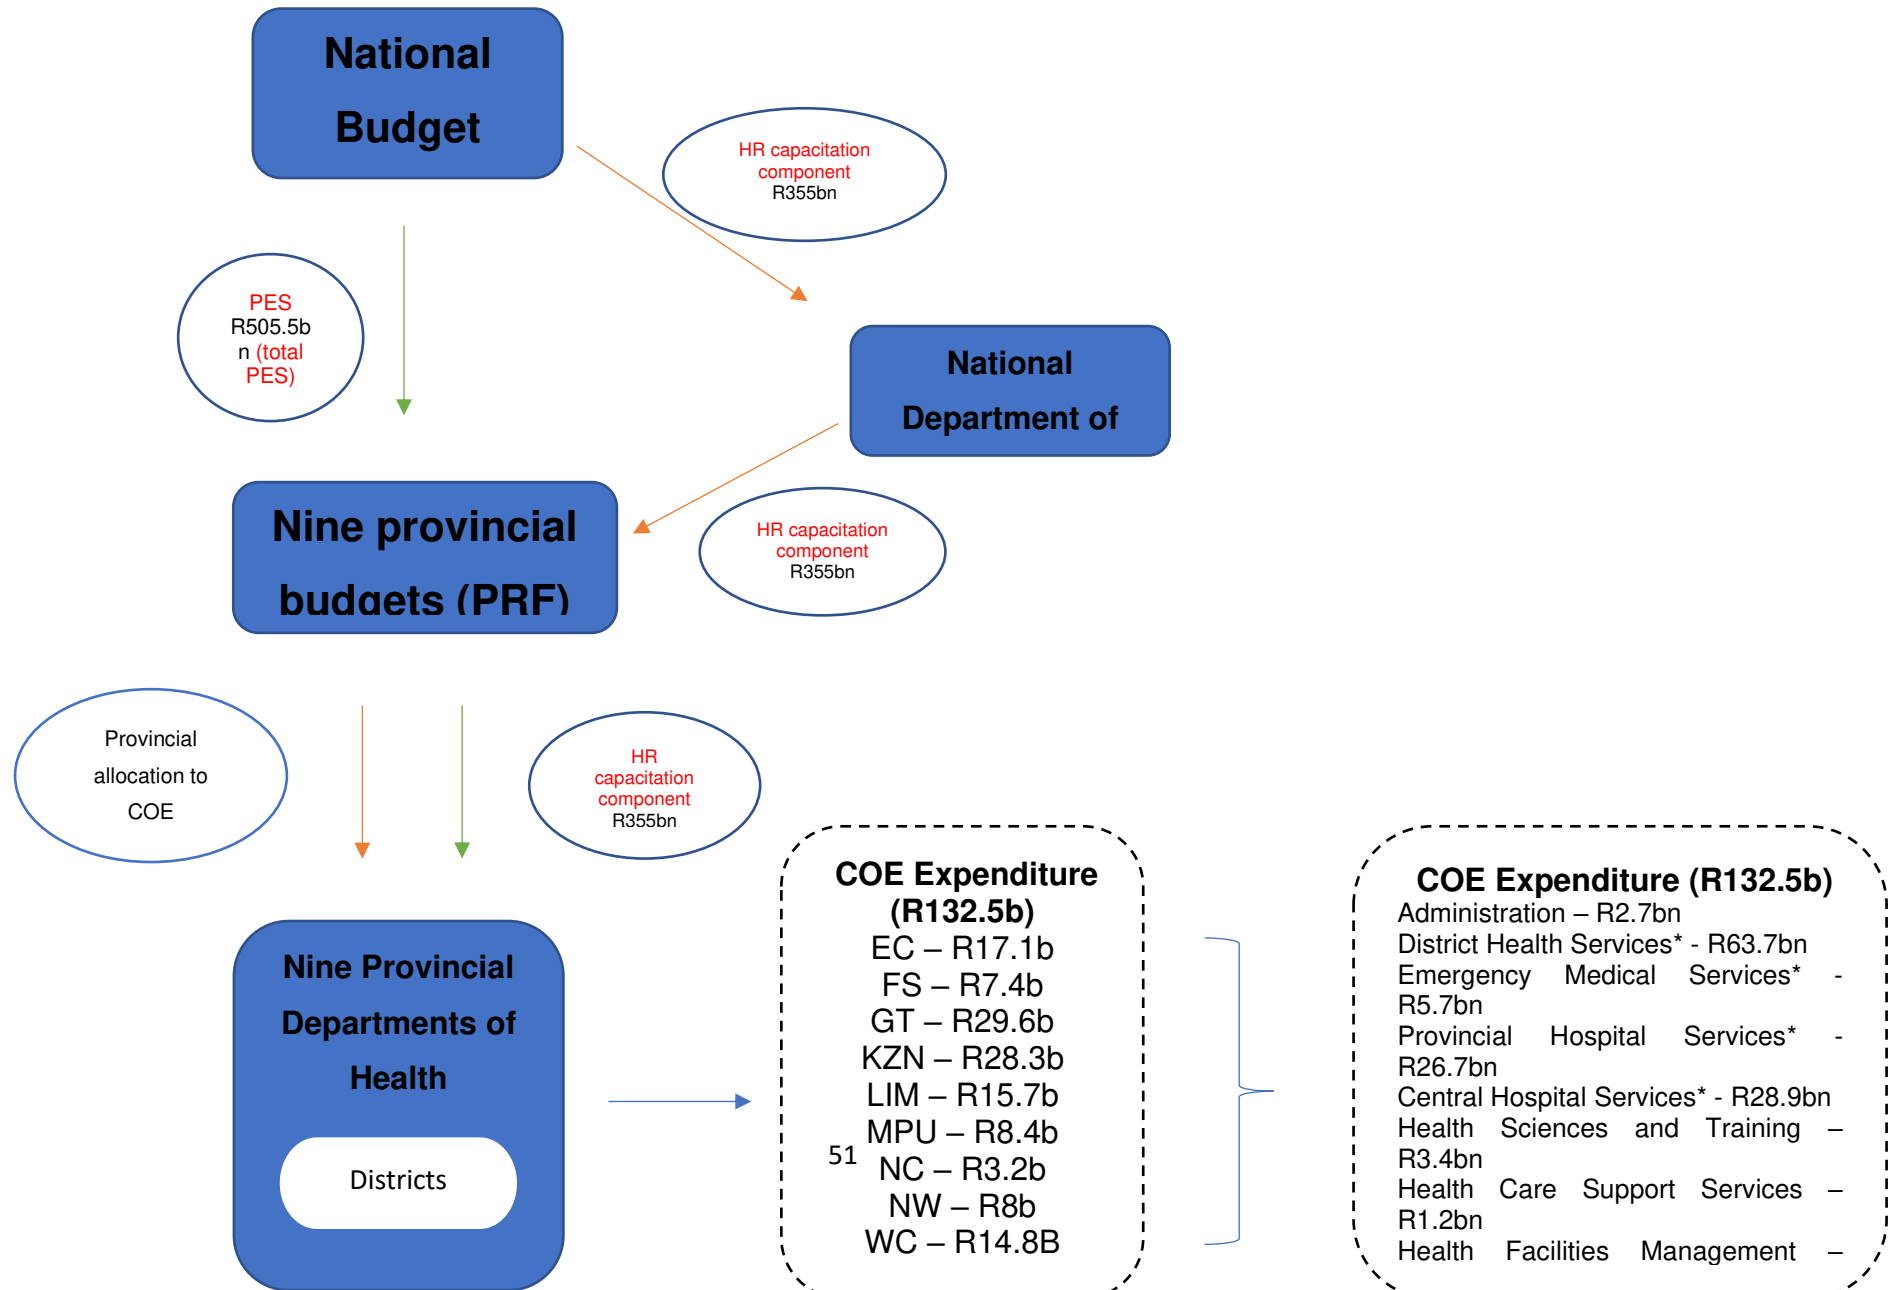 National
Budget
HR capacitation
component
R355bn
PES
R505.5b
n (total
PES)
National
Department of
Nine provincial
budgets (PRF)
HR capacitation
component
R355bn
Provincial
allocation to
COE
HR
capacitation
component
R355bn
Nine Provincial
Departments of
Health
Districts
COE Expenditure
(R132.5b)
EC – R17.1b
FS – R7.4b
GT – R29.6b
KZN – R28.3b
LIM – R15.7b
MPU – R8.4b
51
NC – R3.2b
NW – R8b
WC – R14.8B
COE Expenditure (R132.5b)
Administration – R2.7bn
District Health Services* - R63.7bn
Emergency Medical Services* -
R5.7bn
Provincial Hospital Services* -
R26.7bn
Central Hospital Services* - R28.9bn
Health Sciences and Training –
R3.4bn
Health Care Support Services –
R1.2bn
Health Facilities Management –